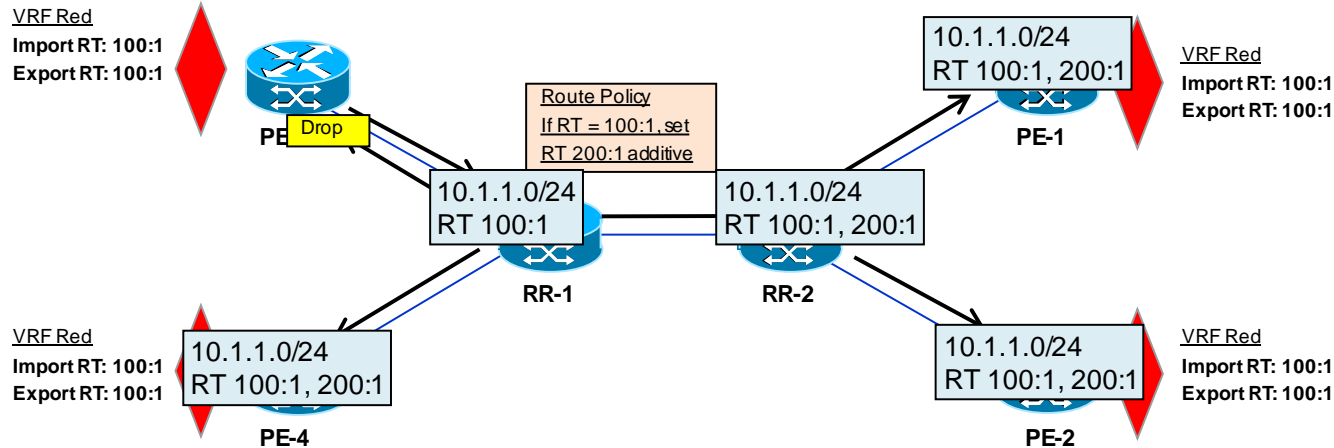 VRF Red
Import RT: 100:1
Export RT: 100:1
PE
Drop
Route Policy
If RT = 100:1, set
RT 200:1 additive
10.1.1.0/24
RT 100:1, 200:1
PE-1
VRF Red
Import RT: 100:1
Export RT: 100:1
10.1.1.0/24
RT 100:1
RR-1
10.1.1.0/24
RT 100:1, 200:1
RR-2
VRF Red
Import RT: 100:1
Export RT: 100:1
10.1.1.0/24
RT 100:1, 200:1
PE-4
10.1.1.0/24
RT 100:1, 200:1
PE-2
VRF Red
Import RT: 100:1
Export RT: 100:1